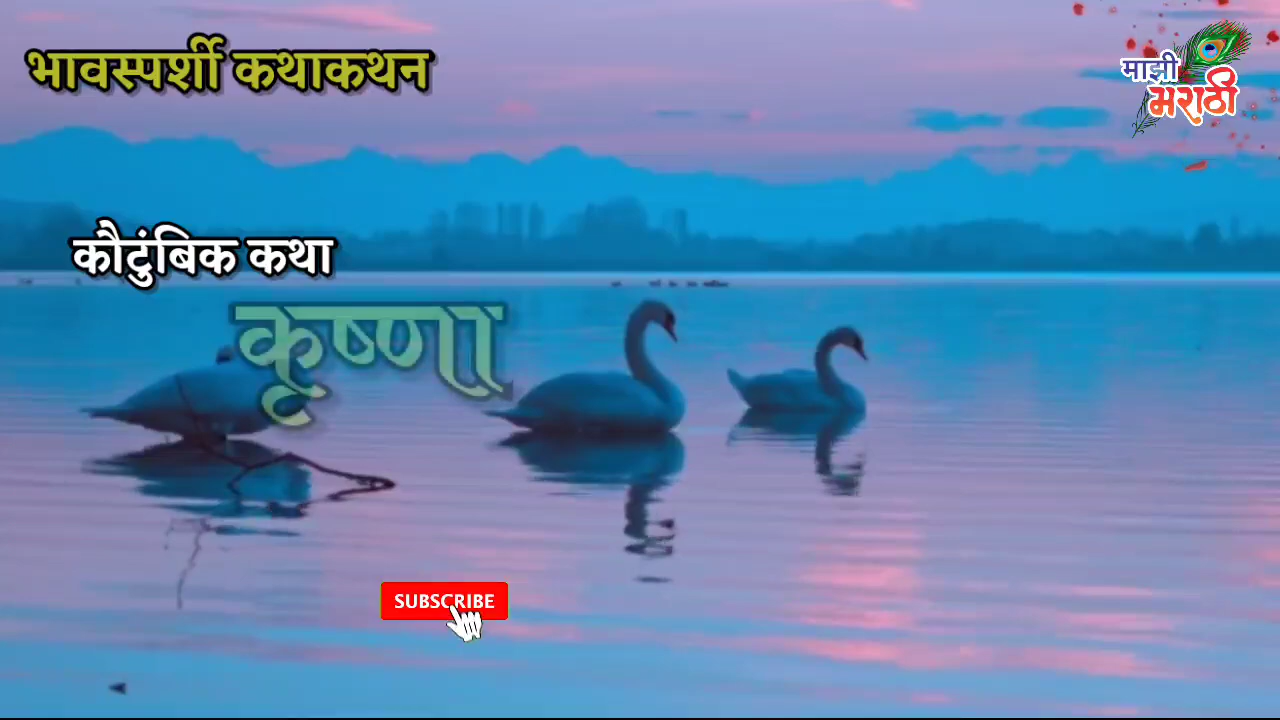 भावस्पर्शी कथाकथन
माझी
मराठी
कौटुंबिक कथा
कृष्णा
SUBSCRIBE